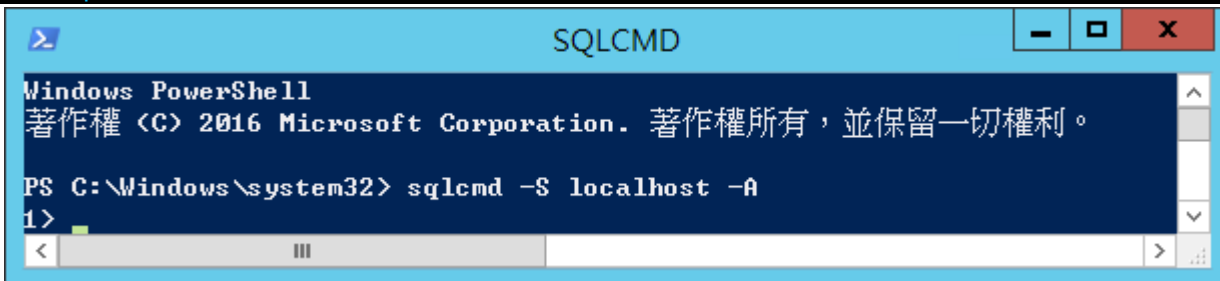 SQLCMD
Windows PowerShell
著作權 (C) 2016 Microsoft Corporation. 著作權所有，並保留一切權利。
PS C:\Windows\system32> sqlcmd -S localhost -A
1>